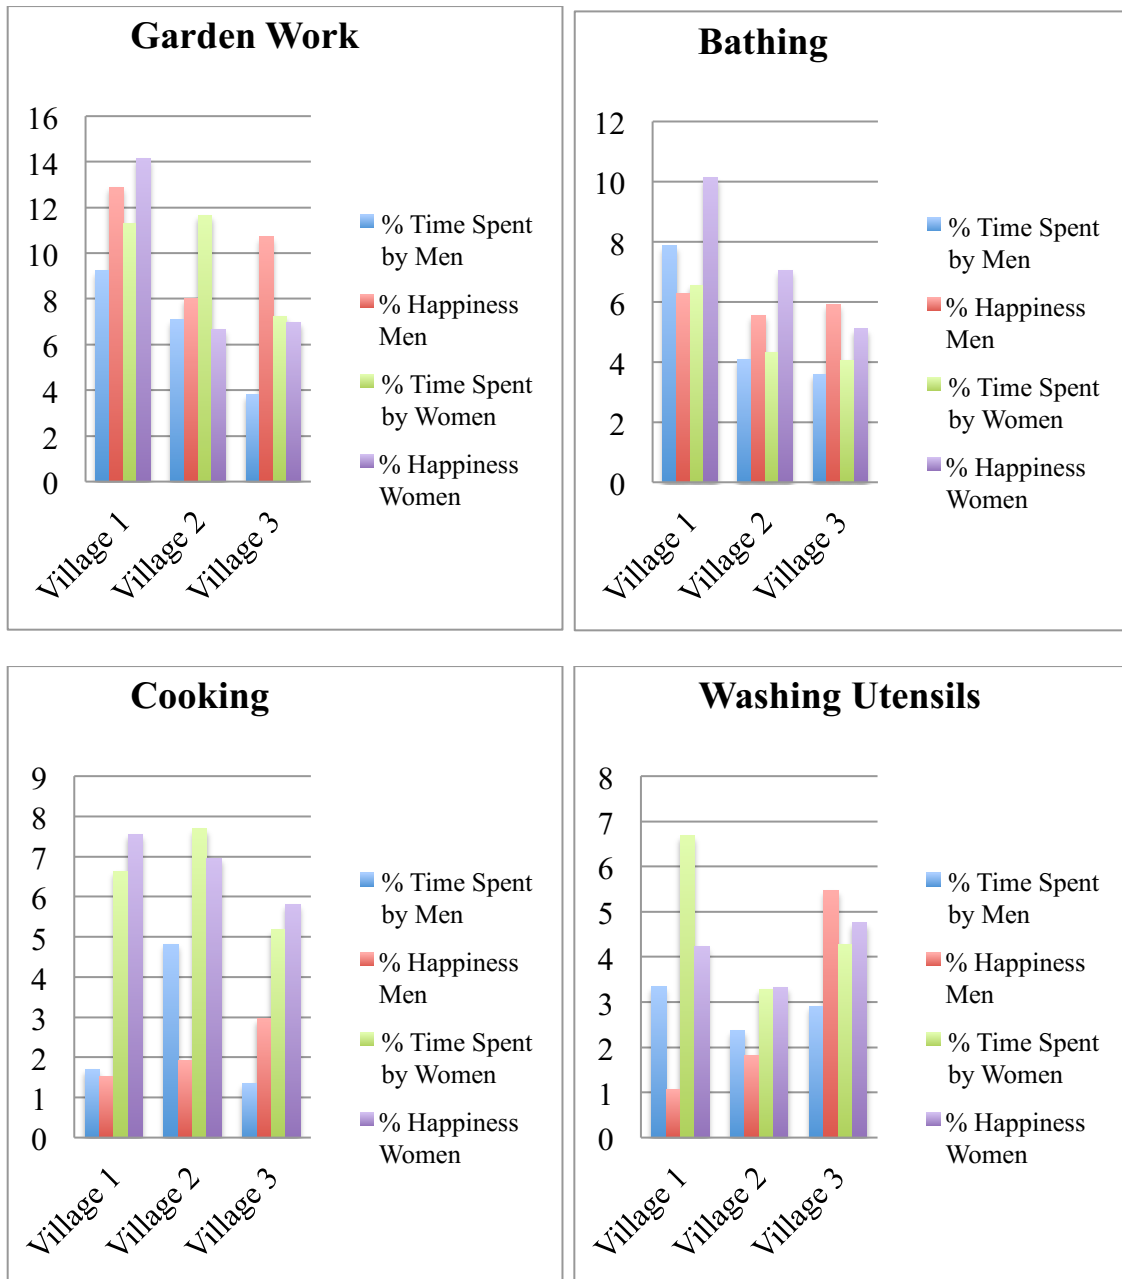 Garden Work
16
14
12
10
8
6
4
2
0
Village 1
Village 2
Village 3
% Time Spent
by Men
% Happiness
Men
% Time Spent
by Women
% Happiness
Women
Bathing
12
10
8
6
4
2
0
Village 1
Village 2
Village 3
% Time Spent
by Men
% Happiness
Men
% Time Spent
by Women
% Happiness
Women
Cooking
9
8
7
6
5
4
3
2
1
0
Village 1
Village 2
Village 3
% Time Spent
by Men
% Happiness
Men
% Time Spent
by Women
% Happiness
Women
Washing Utensils
8
7
6
5
4
3
2
1
0
Village 1
Village 2
Village 3
% Time Spent
by Men
% Happiness
Men
% Time Spent
by Women
% Happiness
Women